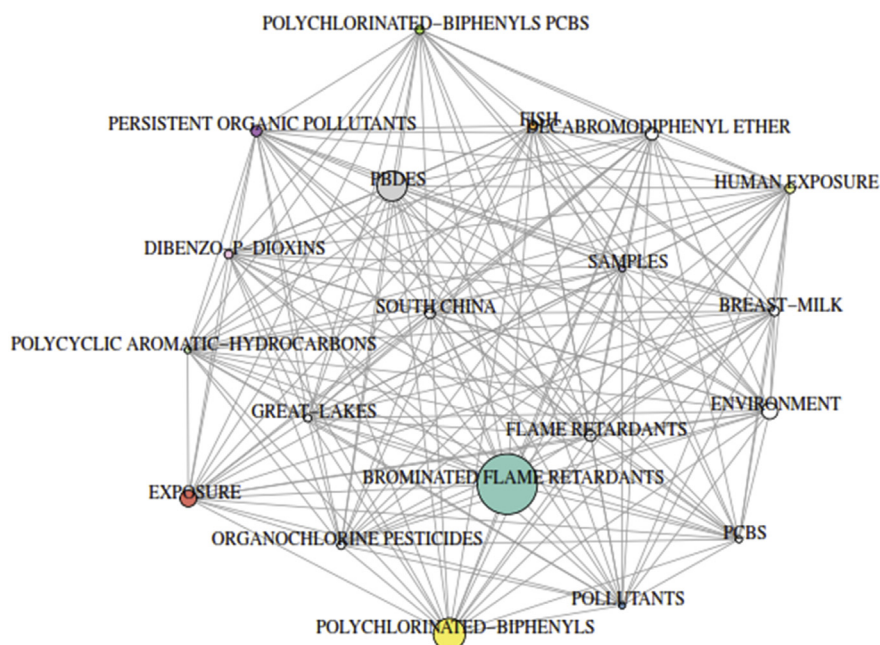 POLYCHLORINATED−BIPHENYLS PCBS
PERSISTENT ORGANIC POLLUTANTS
FISH
DECABROMODIPHENYL ETHER
PBDES
HUMAN EXPOSURE
DIBENZO−P−DIOXINS
SAMPLES
SOUTH CHINA
BREAST−MILK
POLYCYCLIC AROMATIC−HYDROCARBONS
GREAT−LAKES
ENVIRONMENT
FLAME RETARDANTS
BROMINATED FLAME RETARDANTS
EXPOSURE
ORGANOCHLORINE PESTICIDES
PCBS
POLLUTANTS
POLYCHLORINATED−BIPHENYLS